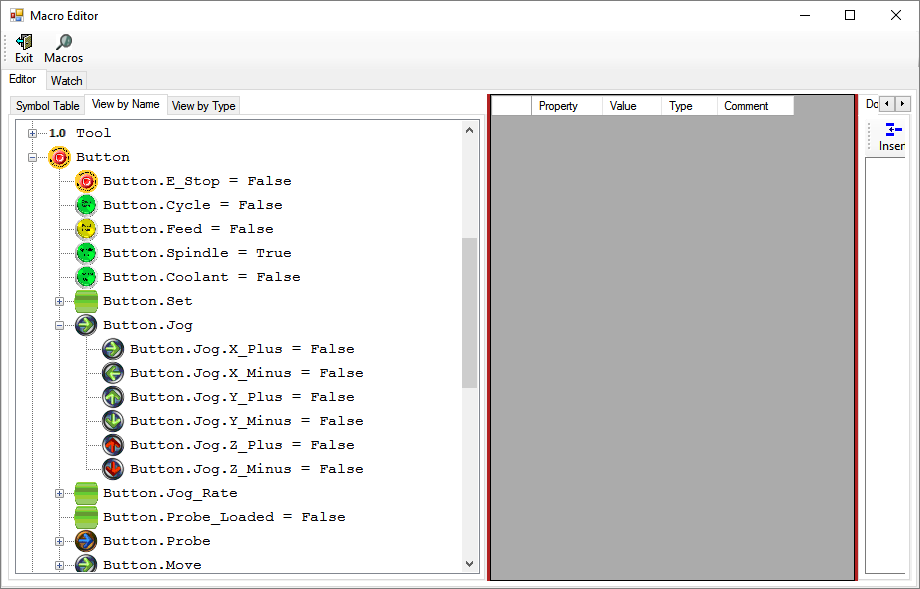 Macro Editor
Exit Macros
Editor Watch
Symbol Table View by Name View by Type
1.0 Tool
Button
Button.E_Stop = False
Button.Cycle = False
Button.Feed = False
Button.Spindle = True
Button.Coolant = False
Button.Set
Button.Jog
Button.Jog.X_Plus = False
Button.Jog.X_Minus = False
Button.Jog.Y_Plus = False
Button.Jog.Y_Minus = False
Button.Jog.Z_Plus = False
Button.Jog.Z_Minus = False
Button.Jog_Rate
Button.Probe_Loaded = False
Button.Probe
Button.Move
Property Value Type Comment
Inser